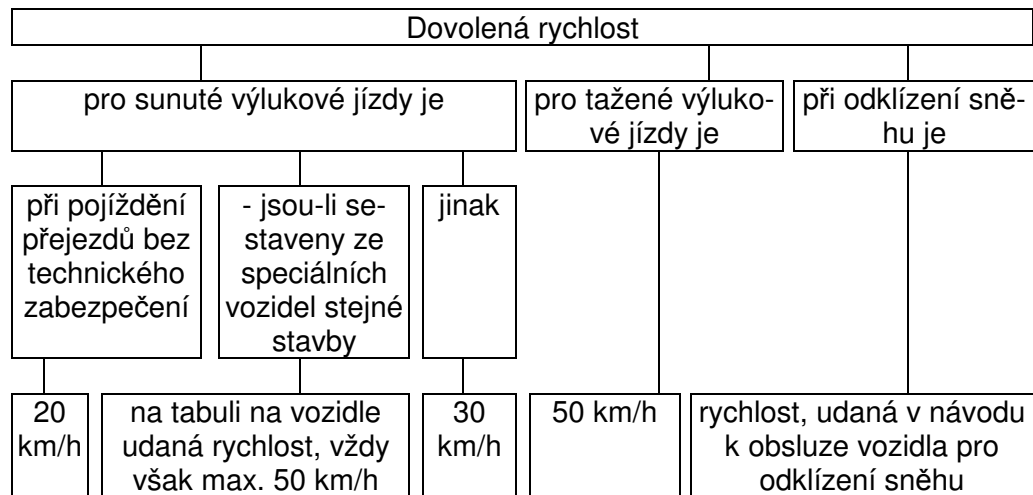 Dovolená rychlost
pro sunuté výlukové jízdy je
pro tažené výluko-
vé jízdy je
při odklízení sně-
hu je
při pojíždění
přejezdů bez
technického
zabezpečení
- jsou-li se-
staveny ze
speciálních
vozidel stejné
stavby
jinak
20
km/h
na tabuli na vozidle
udaná rychlost, vždy
však max. 50 km/h
30
km/h
50 km/h
rychlost, udaná v návodu
k obsluze vozidla pro
odklízení sněhu